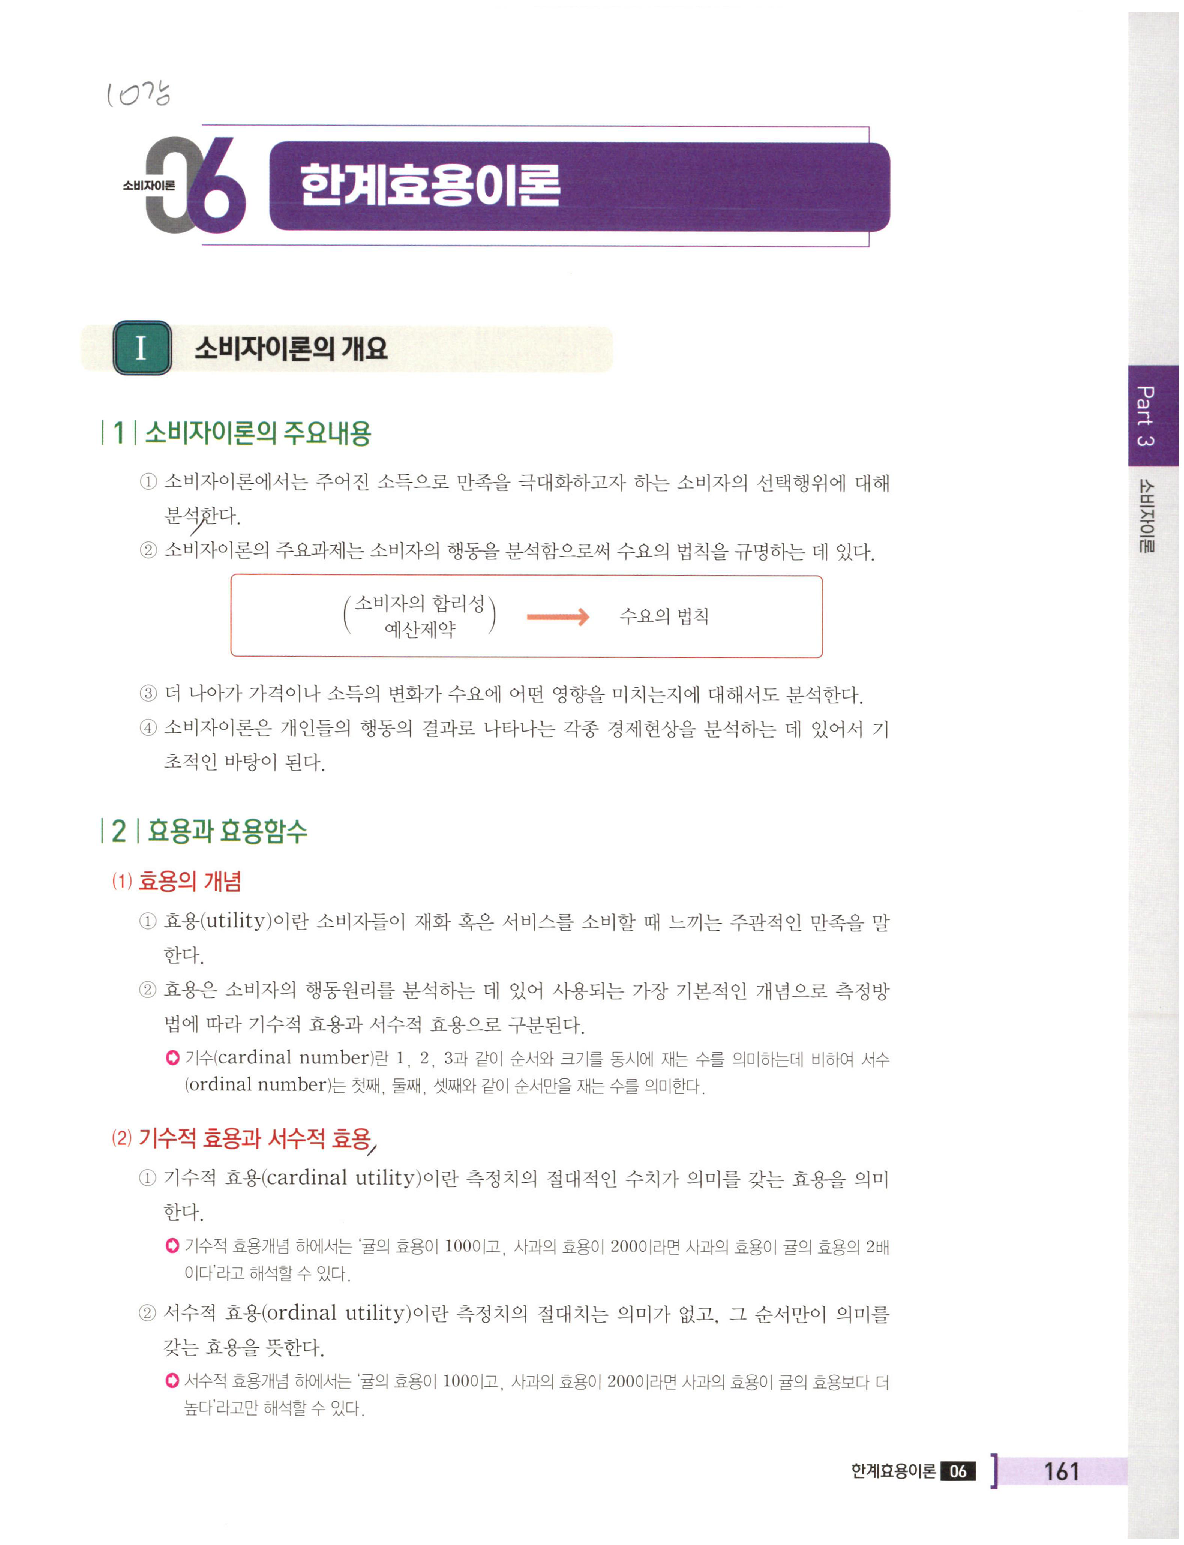 10강
소비자이론
06
한계효용이론
I 소비자이론의 개요
|1| 소비자이론의 주요내용
① 소비자이론에서는 주어진 소득으로 만족을 극대화하고자 하는 소비자의 선택행위에 대해
분석한다.
② 소비자이론의 주요과제는 소비자의 행동을 분석함으로써 수요의 법칙을 규명하는 데 있다.
(소비자의 합리성
예산제약) → 수요의 법칙
③ 더 나아가 가격이나 소득의 변화가 수요에 어떤 영향을 미치는지에 대해서도 분석한다.
④ 소비자이론은 개인들의 행동의 결과로 나타나는 각종 경제현상을 분석하는 데 있어서 기
초적인 바탕이 된다.
|2| 효용과 효용함수
(1) 효용의 개념
① 효용(utility)이란 소비자들이 재화 혹은 서비스를 소비할 때 느끼는 주관적인 만족을 말
한다.
② 효용은 소비자의 행동원리를 분석하는 데 있어 사용되는 가장 기본적인 개념으로 측정방
법에 따라 기수적 효용과 서수적 효용으로 구분된다.
기수(cardinal number)란 1, 2, 3과 같이 순서와 크기를 동시에 재는 수를 의미하는데 비하여 서수
(ordinal number)는 첫째, 둘째, 셋째와 같이 순서만을 재는 수를 의미한다.
(2) 기수적 효용과 서수적 효용
① 기수적 효용(cardinal utility)이란 측정치의 절대적인 수치가 의미를 갖는 효용을 의미
한다.
기수적 효용개념 하에서는 '귤의 효용이 100이고, 사과의 효용이 200이라면 사과의 효용이 귤의 효용의 2배
이다'라고 해석할 수 있다.
② 서수적 효용(ordinal utility)이란 측정치의 절대치는 의미가 없고, 그 순서만이 의미를
갖는 효용을 뜻한다.
서수적 효용개념 하에서는 '귤의 효용이 100이고, 사과의 효용이 200이라면 사과의 효용이 귤의 효용보다 더
높다'라고만 해석할 수 있다.
Part 3
소비자이론
한계효용이론 06 161